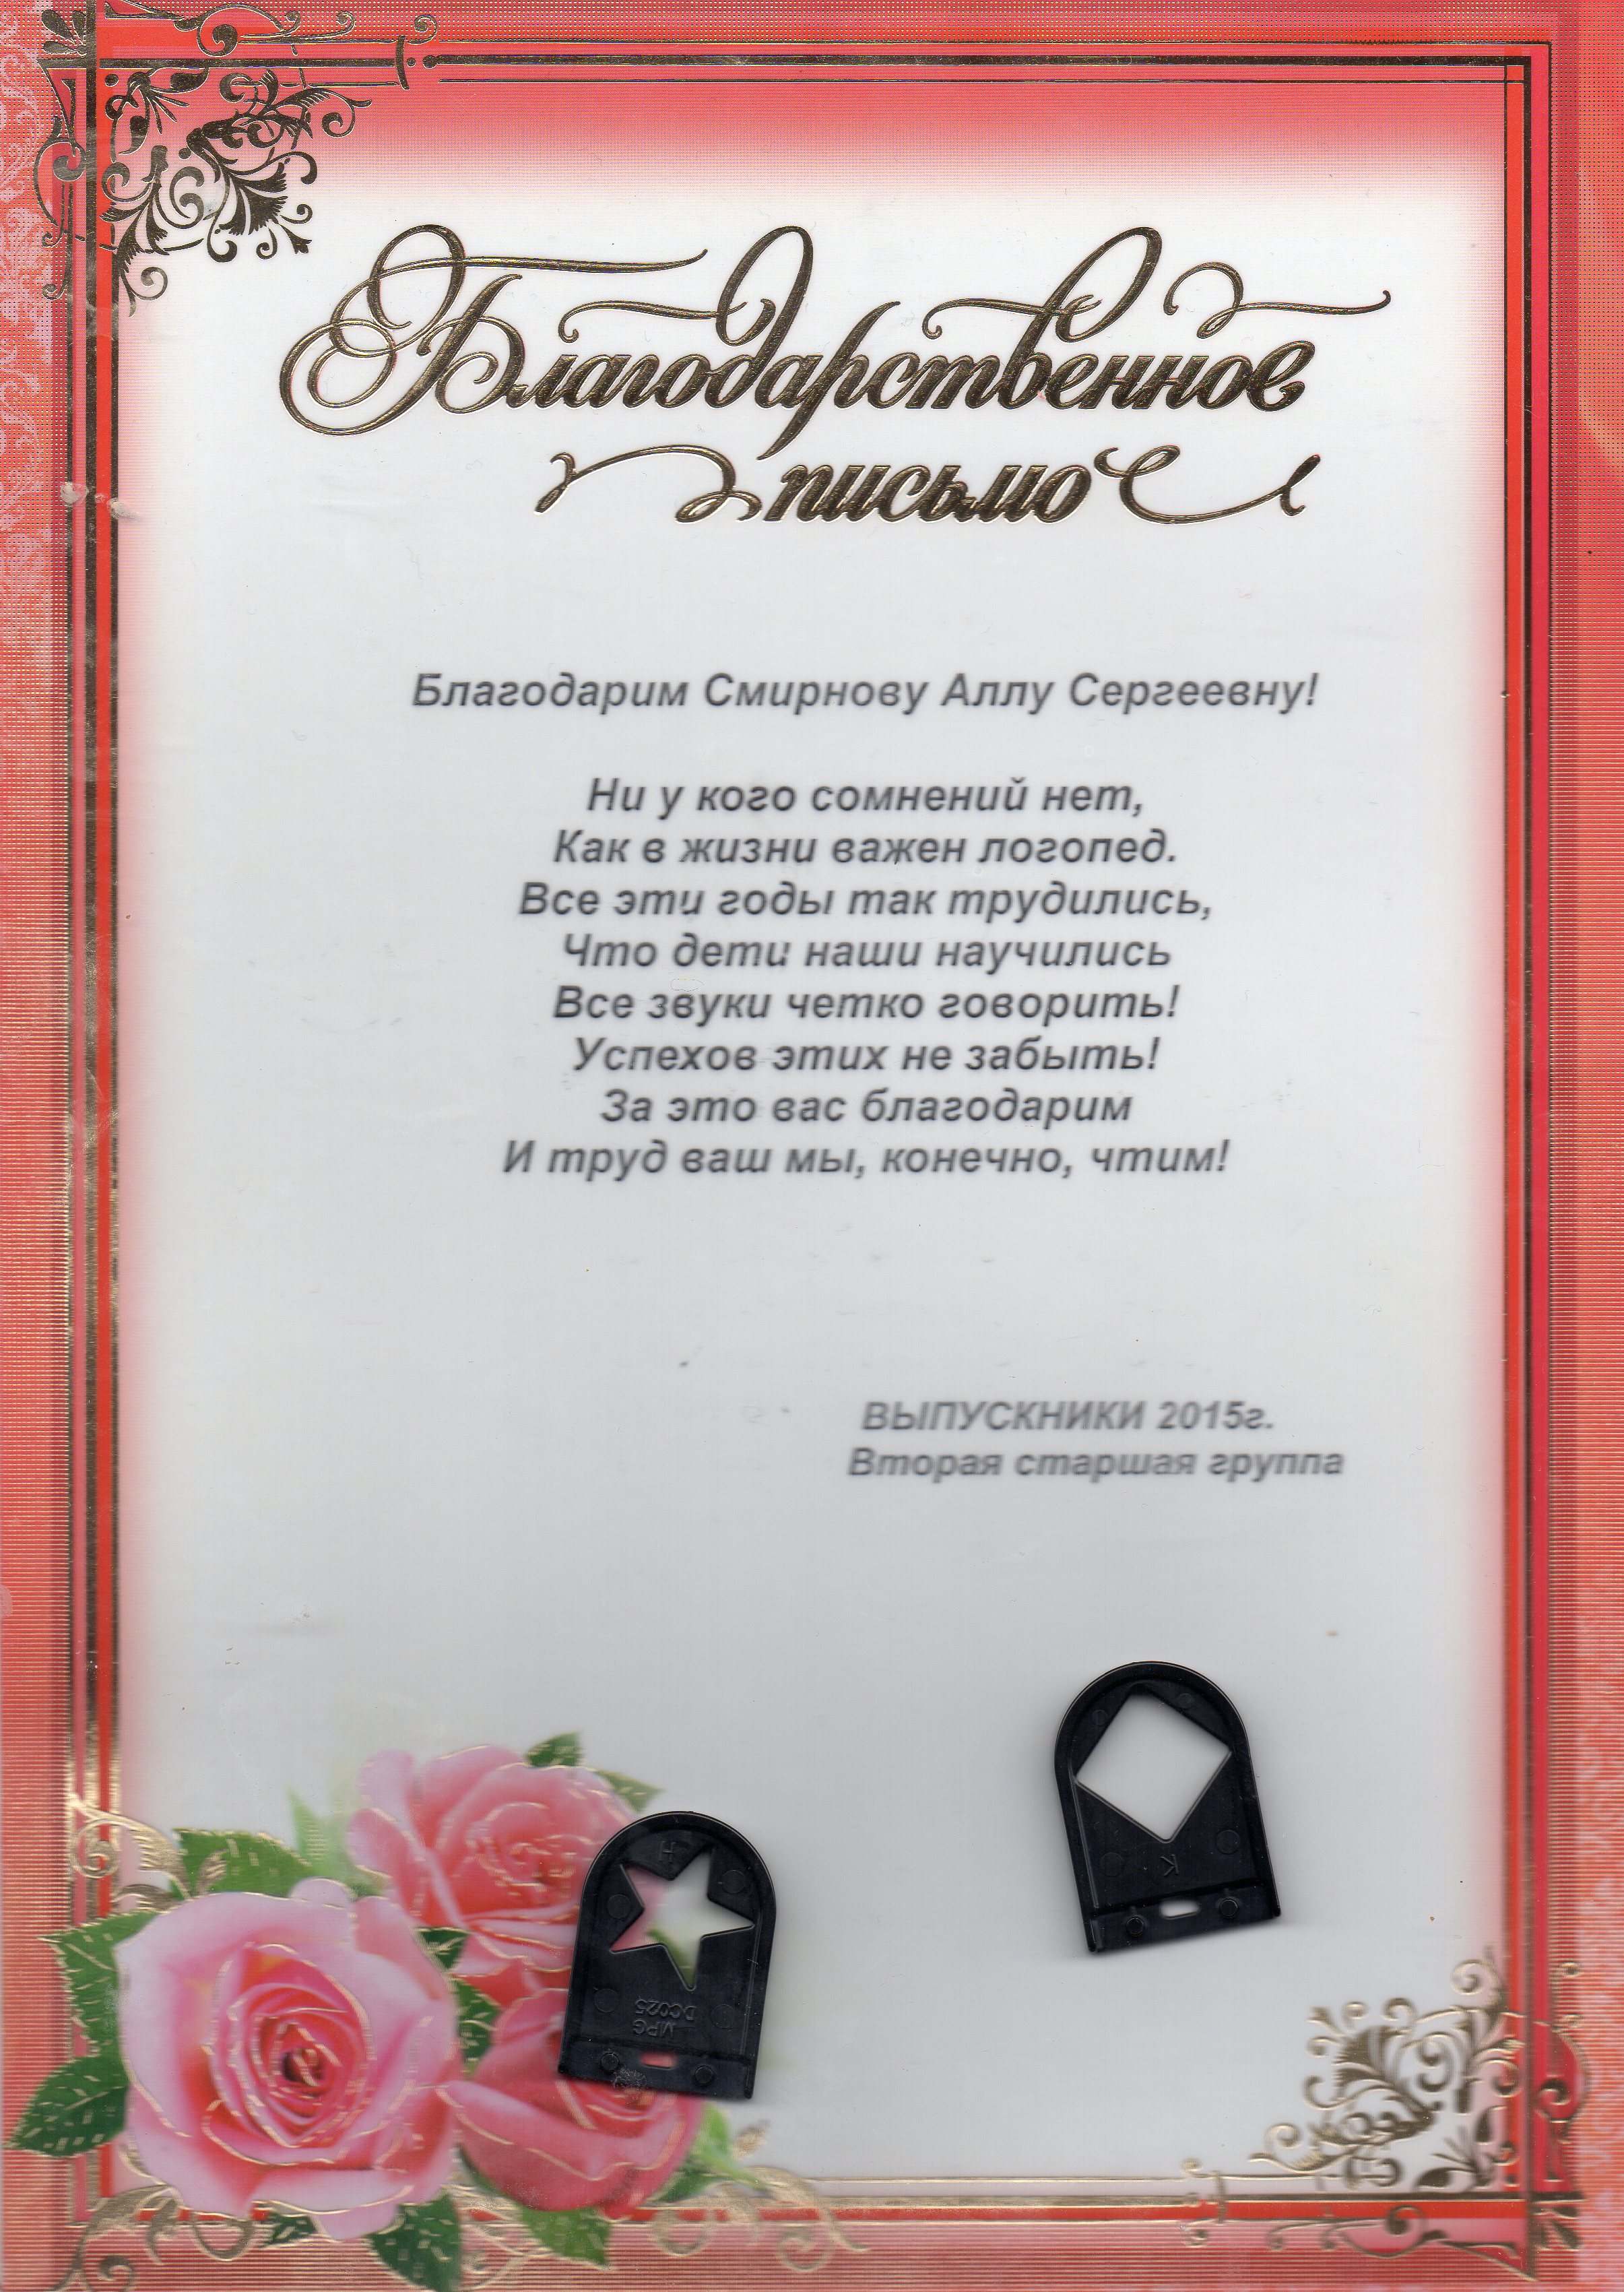 Благодарственное
письмо
Благодарим Смирнову Аллу Сергеевну!
Ни у кого сомнений нет,
Как в жизни важен логопед.
Все эти годы так трудились,
Что дети наши научились
Все звуки четко говорить!
Успехов этих не забыть!
За это вас благодарим
И труд ваш мы, конечно, чтим!
ВЫПУСКНИКИ 2015г.
Вторая старшая группа
K
H
DC025
MPG